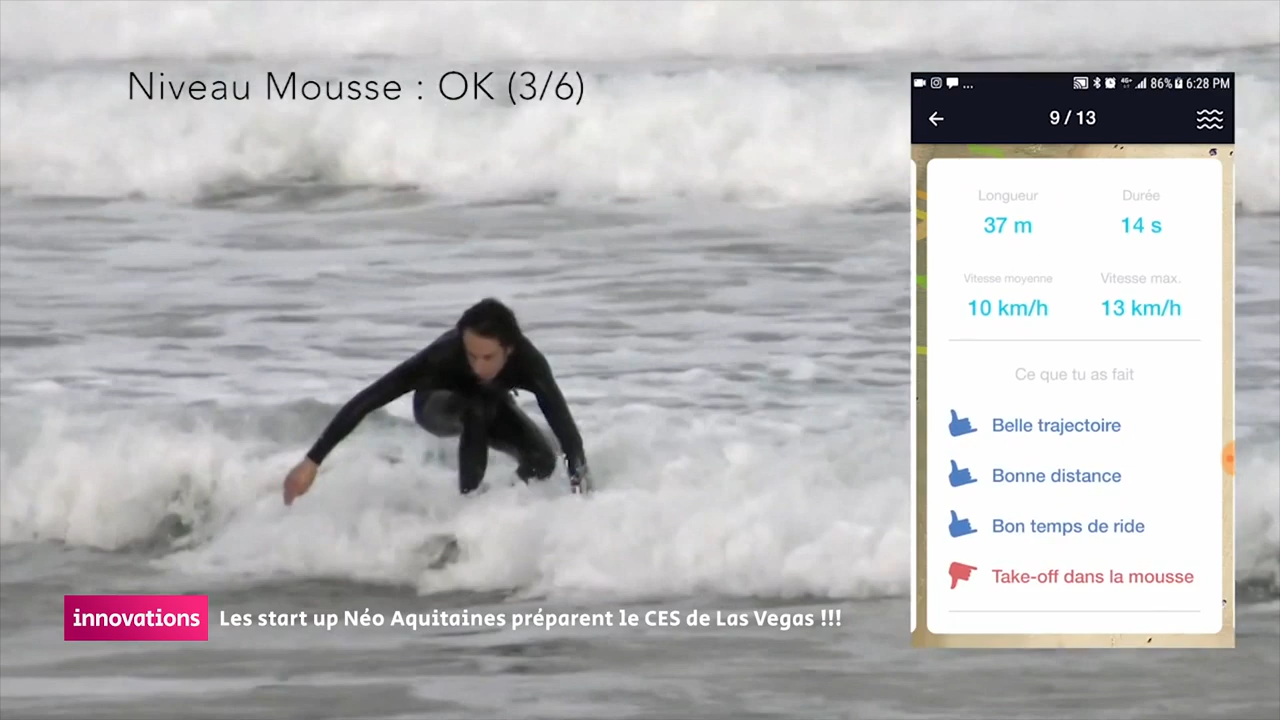 Niveau Mousse : OK (3/6)
... 4G+ 86% 6:28 PM
9 / 13
Longueur Durée
37 m 14 s
Vitesse moyenne Vitesse max.
10 km/h 13 km/h
Ce que tu as fait
Belle trajectoire
Bonne distance
Bon temps de ride
Take-off dans la mousse
innovations Les start up Néo Aquitaines préparent le CES de Las Vegas !!!